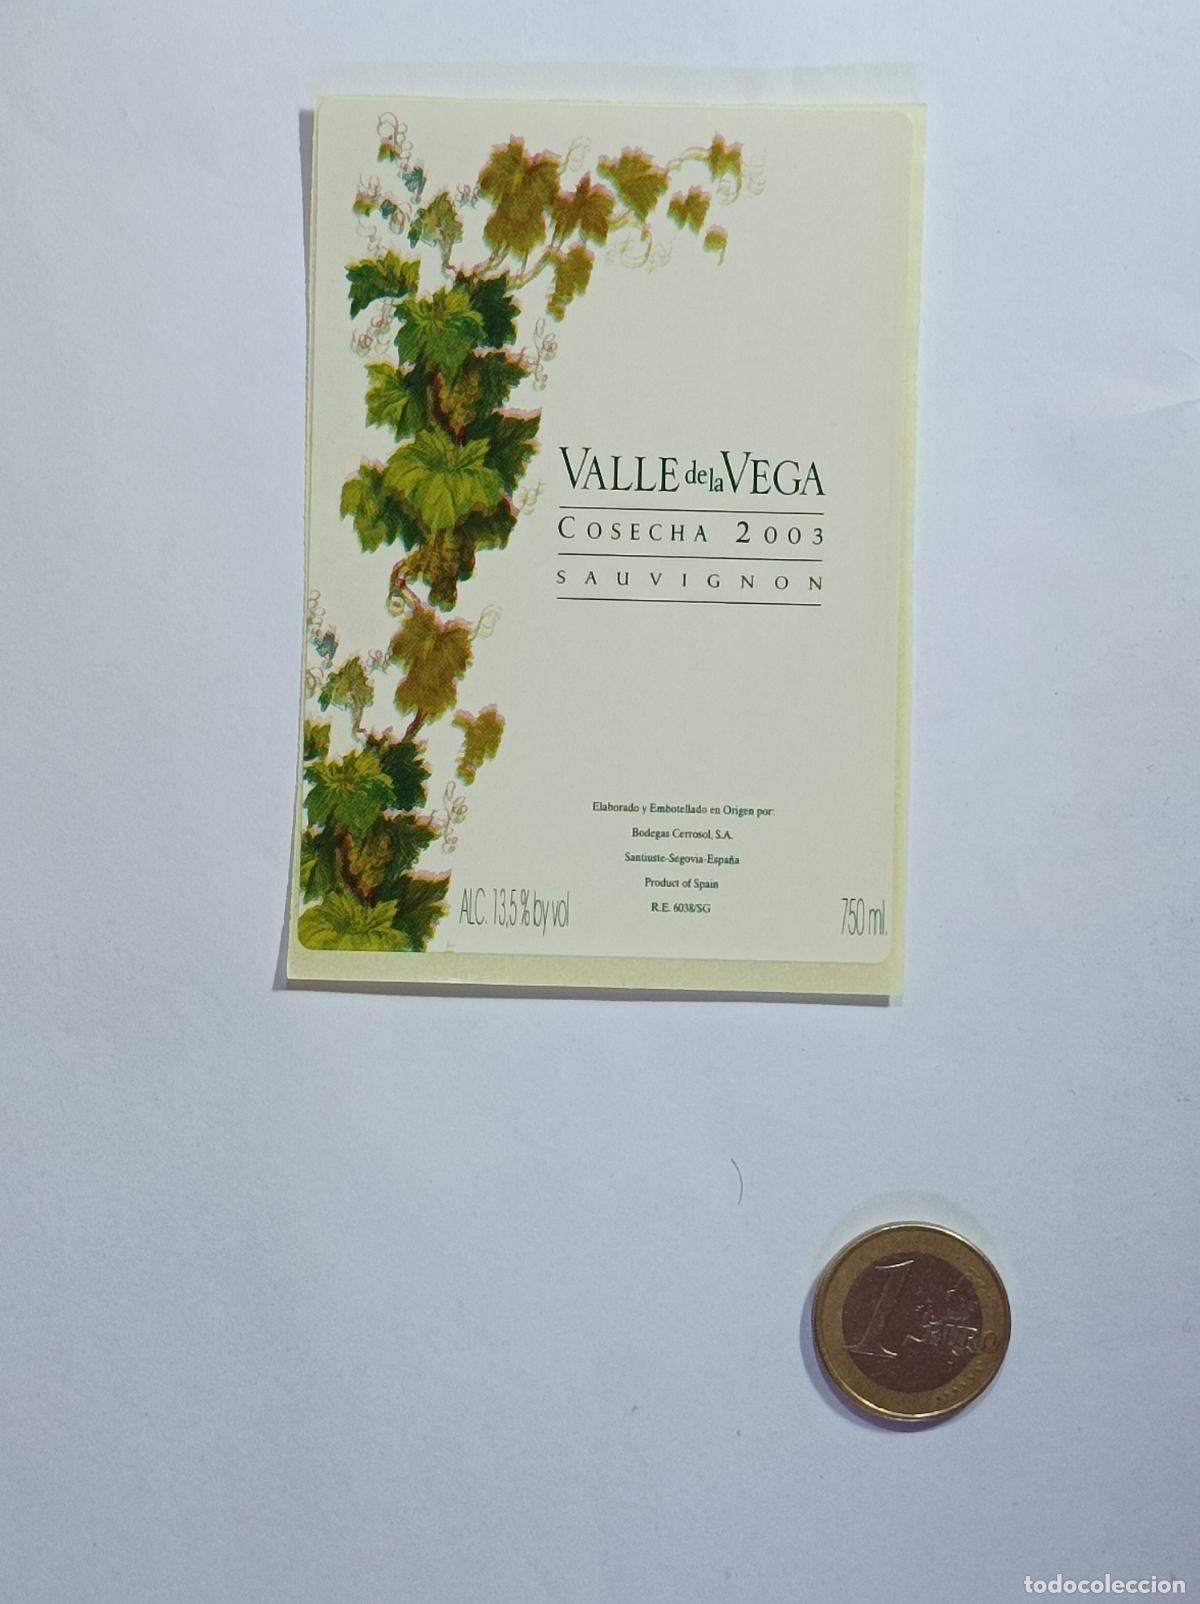 VALLE de la VEGA
COSECHA 2003
SAUVIGNON
Elaborado y Embotellado en Origen por:
Bodegas Cerrosol, S.A.
Santiuste-Segovia-España
Product of Spain
R.E. 6038/SG
ALC. 13,5 % by vol
750 ml.
1 EURO
todocoleccion